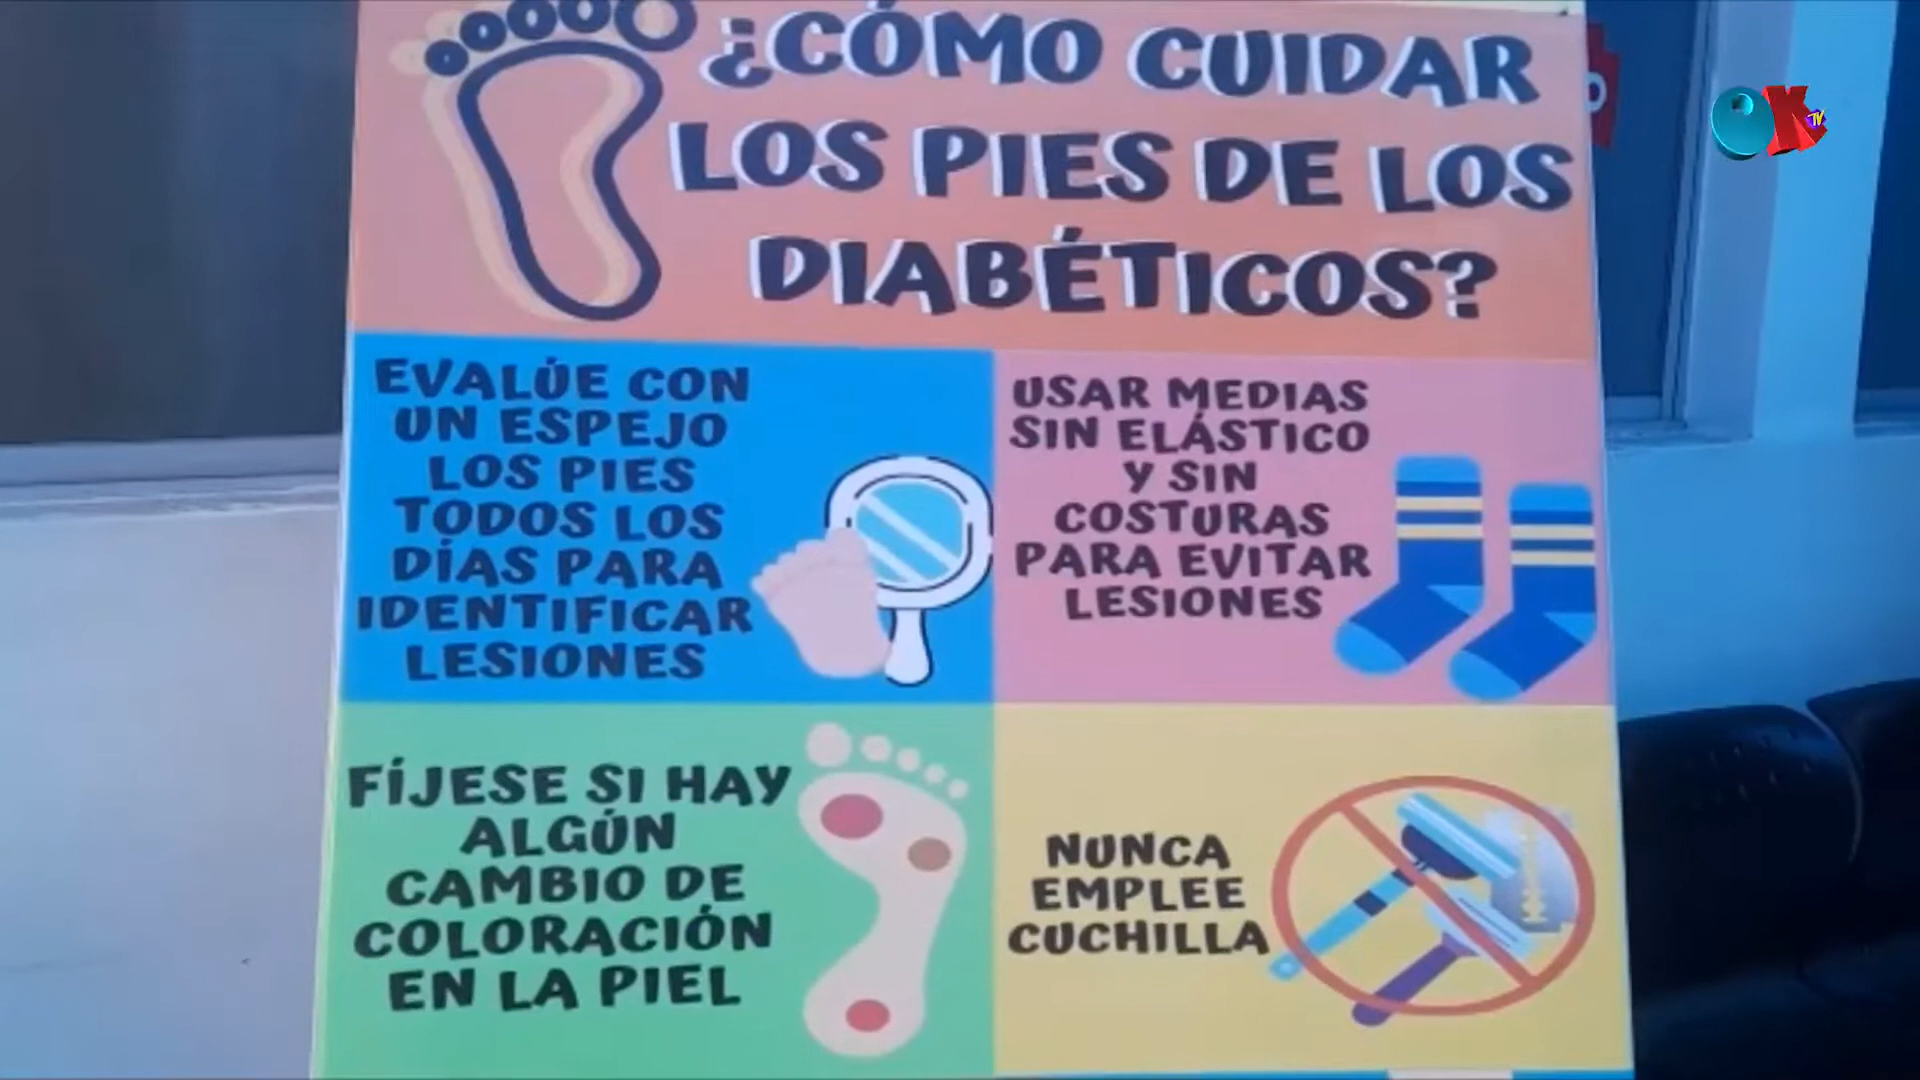 ¿CÓMO CUIDAR
LOS PIES DE LOS
DIABÉTICOS?
EVALÚE CON
UN ESPEJO
LOS PIES
TODOS LOS
DÍAS PARA
IDENTIFICAR
LESIONES
USAR MEDIAS
SIN ELÁSTICO
Y SIN
COSTURAS
PARA EVITAR
LESIONES
FÍJESE SI HAY
ALGÚN
CAMBIO DE
COLORACIÓN
EN LA PIEL
NUNCA
EMPLEE
CUCHILLA
OK TV